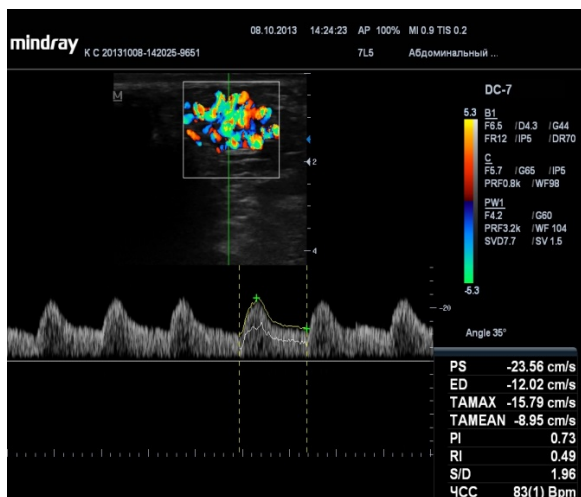 mindray
K C 20131008-142025-9651
08.10.2013 14:24:23 AP 100% MI 0.9 TIS 0.2
7L5 Абдоминальный ...
M
DC-7
5.3
-5.3
B1
F6.5 /D4.3 /G44
FR12 /IP5 /DR70
C
F5.7 /G65 /IP5
PRF0.8k /WF98
PW1
F4.2 /G60
PRF3.2k /WF 104
SVD7.7 /SV 1.5
2
4
-20
Angle 35°
PS -23.56 cm/s
ED -12.02 cm/s
TAMAX -15.79 cm/s
TAMEAN -8.95 cm/s
PI 0.73
RI 0.49
S/D 1.96
ЧСС 83(1) Bpm